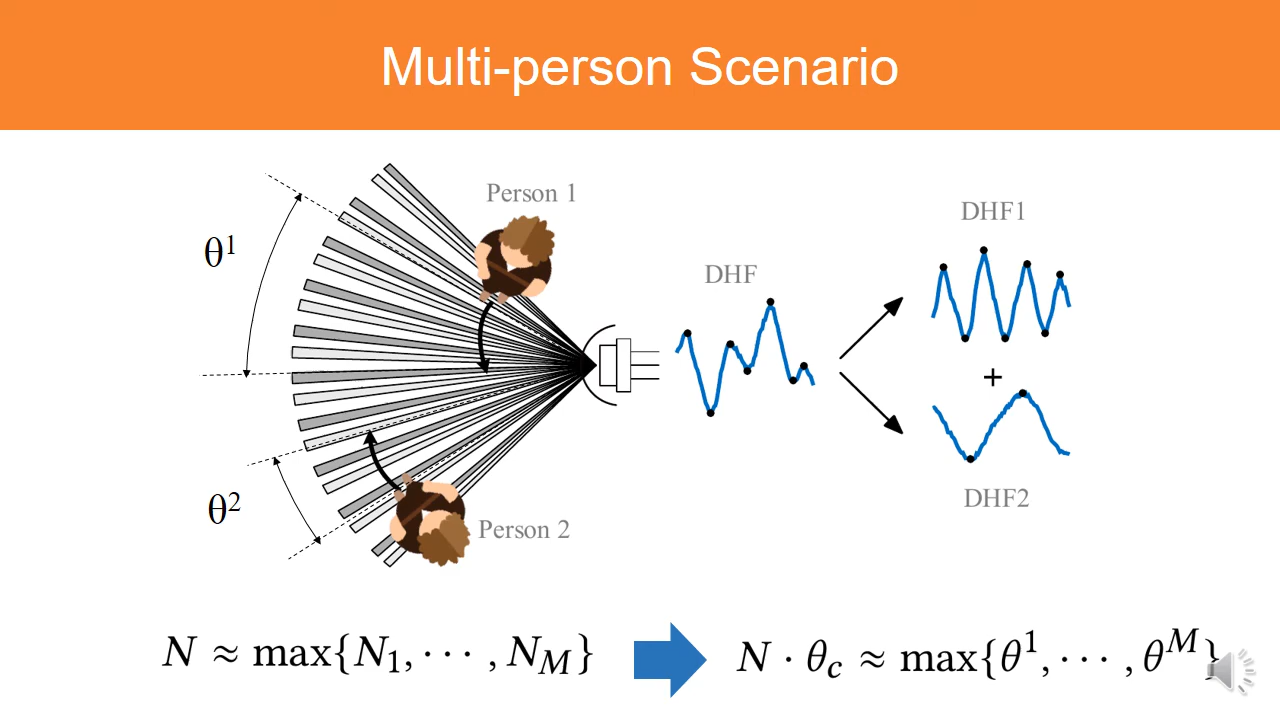 Multi-person Scenario
Person 1
θ¹
DHF
DHF1
+
DHF2
θ²
Person 2
N ≈ max{N₁, ⋯ , N_M}
N · θ_c ≈ max{θ¹, ⋯ , θ^M}